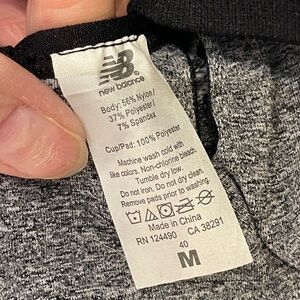 NB
new balance
Body: 56% Nylon/
37% Polyester/
7% Spandex
Cup/Pad: 100% Polyester
Machine wash cold with
like colors. Non-chlorine bleach.
Tumble dry low.
Do not iron. Do not dry clean.
Remove pads prior to washing.
Made in China
RN 124490 CA 38291
40
M